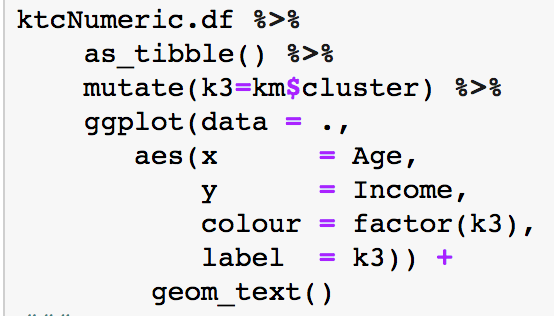 ktcNumeric.df %>%
    as_tibble() %>%
    mutate(k3=km$cluster) %>%
    ggplot(data = .,
       aes(x      = Age,
           y      = Income,
           colour = factor(k3),
           label  = k3)) +
        geom_text()